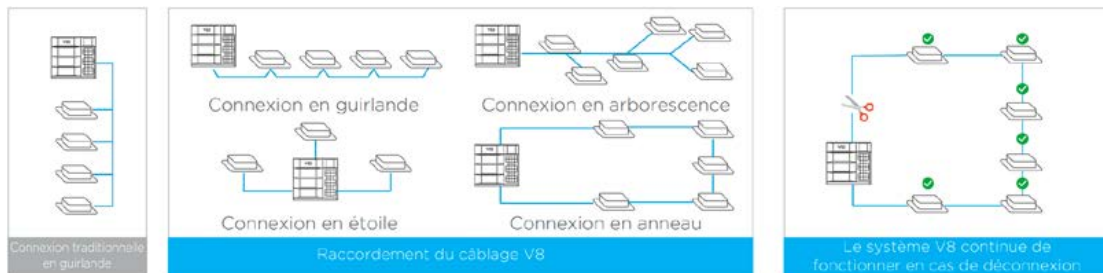 Connexion en guirlande
Connexion en arborescence
Connexion en étoile
Connexion en anneau
Connexion traditionnelle
en guirlande
Raccordement du câblage V8
Le système V8 continue de
fonctionner en cas de déconnexion